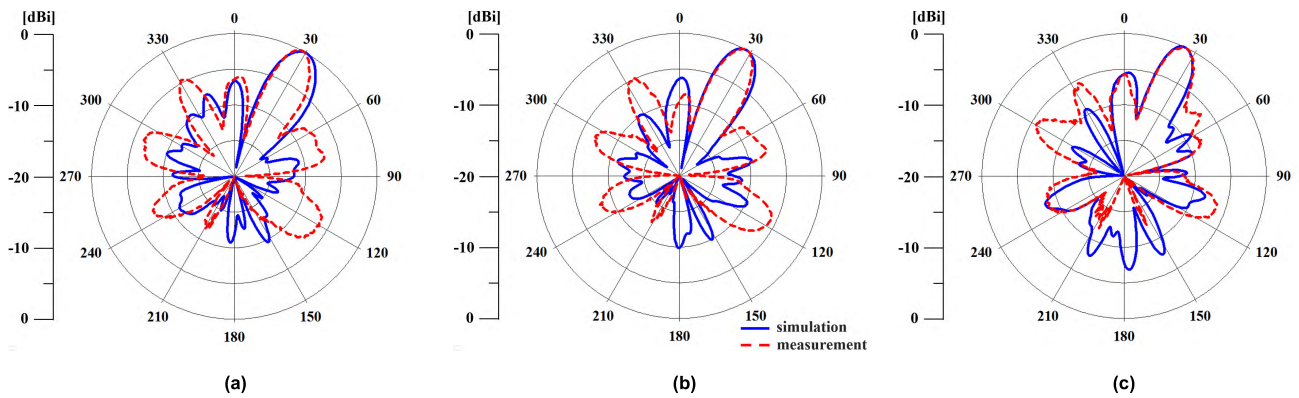 [dBi] 0 [dBi] 0 [dBi] 0
0 330 30 0 330 30 0 330 30
-10 300 60 -10 300 60 -10 300 60
-20 270 90 -20 270 90 -20 270 90
-10 240 120 -10 240 120 -10 240 120
0 210 150 0 210 150 0 210 150
180 180 180
simulation
measurement
(a) (b) (c)